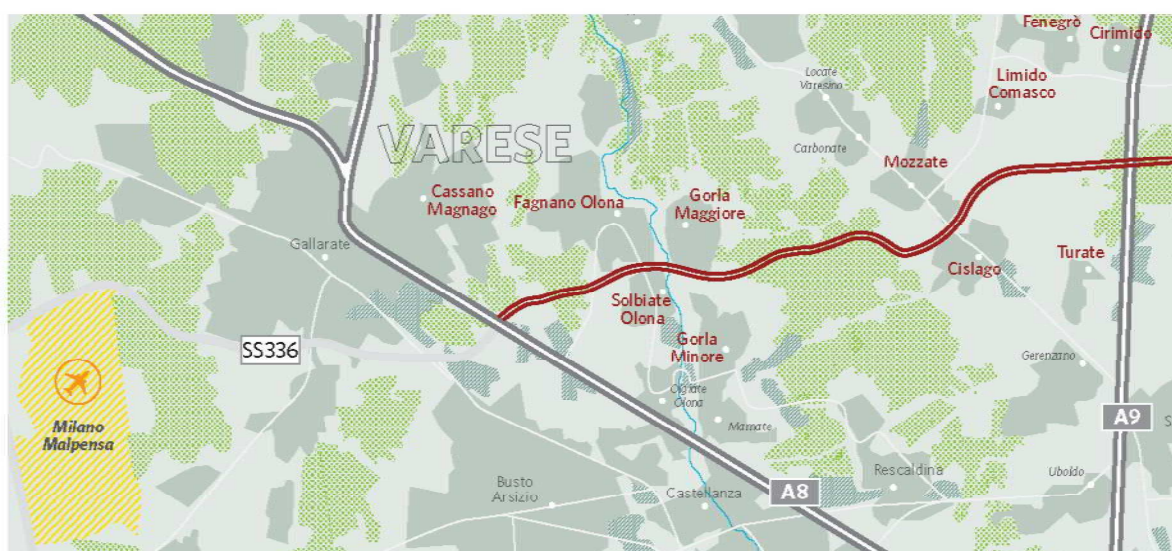 Fenegrò
Cirimido
Locate
Varesino
Limido
Comasco
VARESE
Carbonate
Mozzate
Cassano
Magnago
Fagnano Olona
Gorla
Maggiore
Gallarate
Cislago
Turate
Solbiate
Olona
SS336
Gorla
Minore
Gerenzano
Milano
Malpensa
Olgiate
Olona
Marnate
A9
S
Busto
Arsizio
Castellanza
A8
Rescaldina
Uboldo